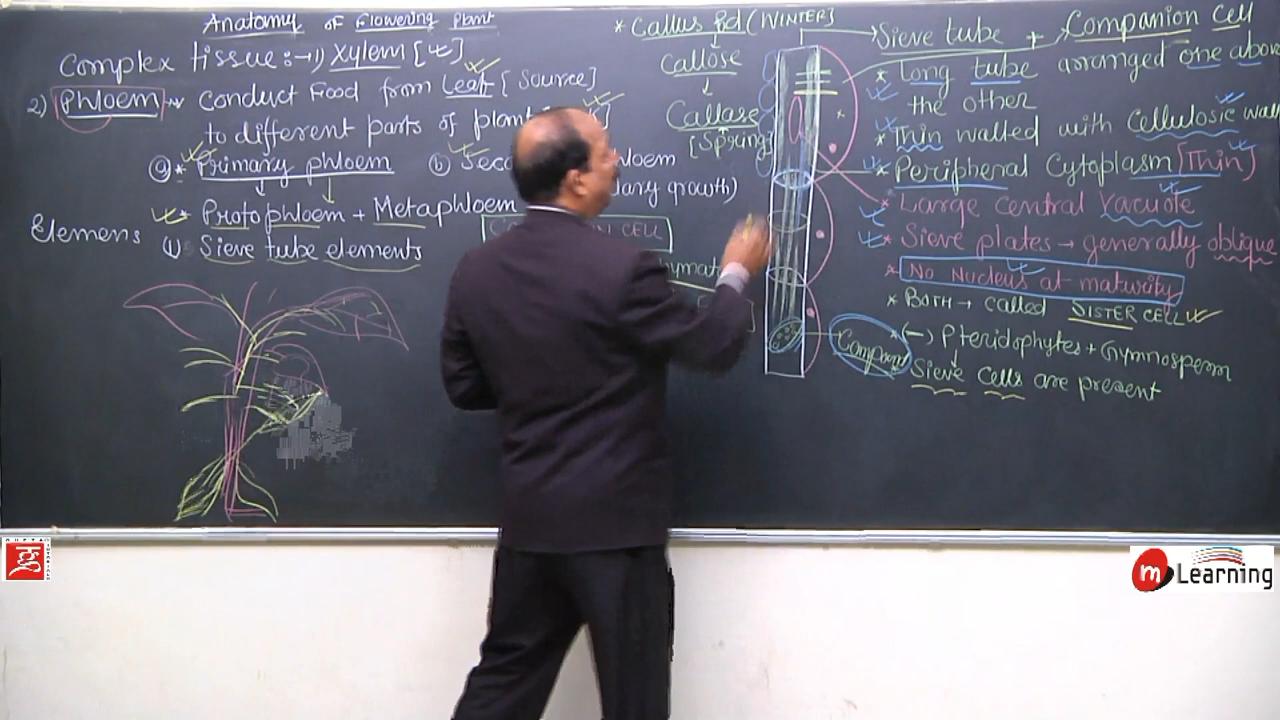 Anatomy of Flowering Plant
Complex tissue :→ 1) Xylem
2) Phloem → Conduct Food from Leaf [Source]
to different parts of plant
(a) * Primary phloem (b)
* Protophloem + Metaphloem
growth)
Elemens (1) Sieve tube elements
CELL
* Callus Pad (WINTER]
Callose
Callase
[Spring]
Sieve tube + Companion Cell
* Long tube arranged one above
the other
* Thin walled with Cellulosic wall
* Peripheral Cytoplasm [Thin]
* Large central Vacuole
* Sieve plates → generally oblique
* No Nucleus at maturity
* BOTH → called SISTER CELL
Compound
* (-) Pteridophytes + Gymnosperm
Sieve Cells are present
GUPTA
m Learning